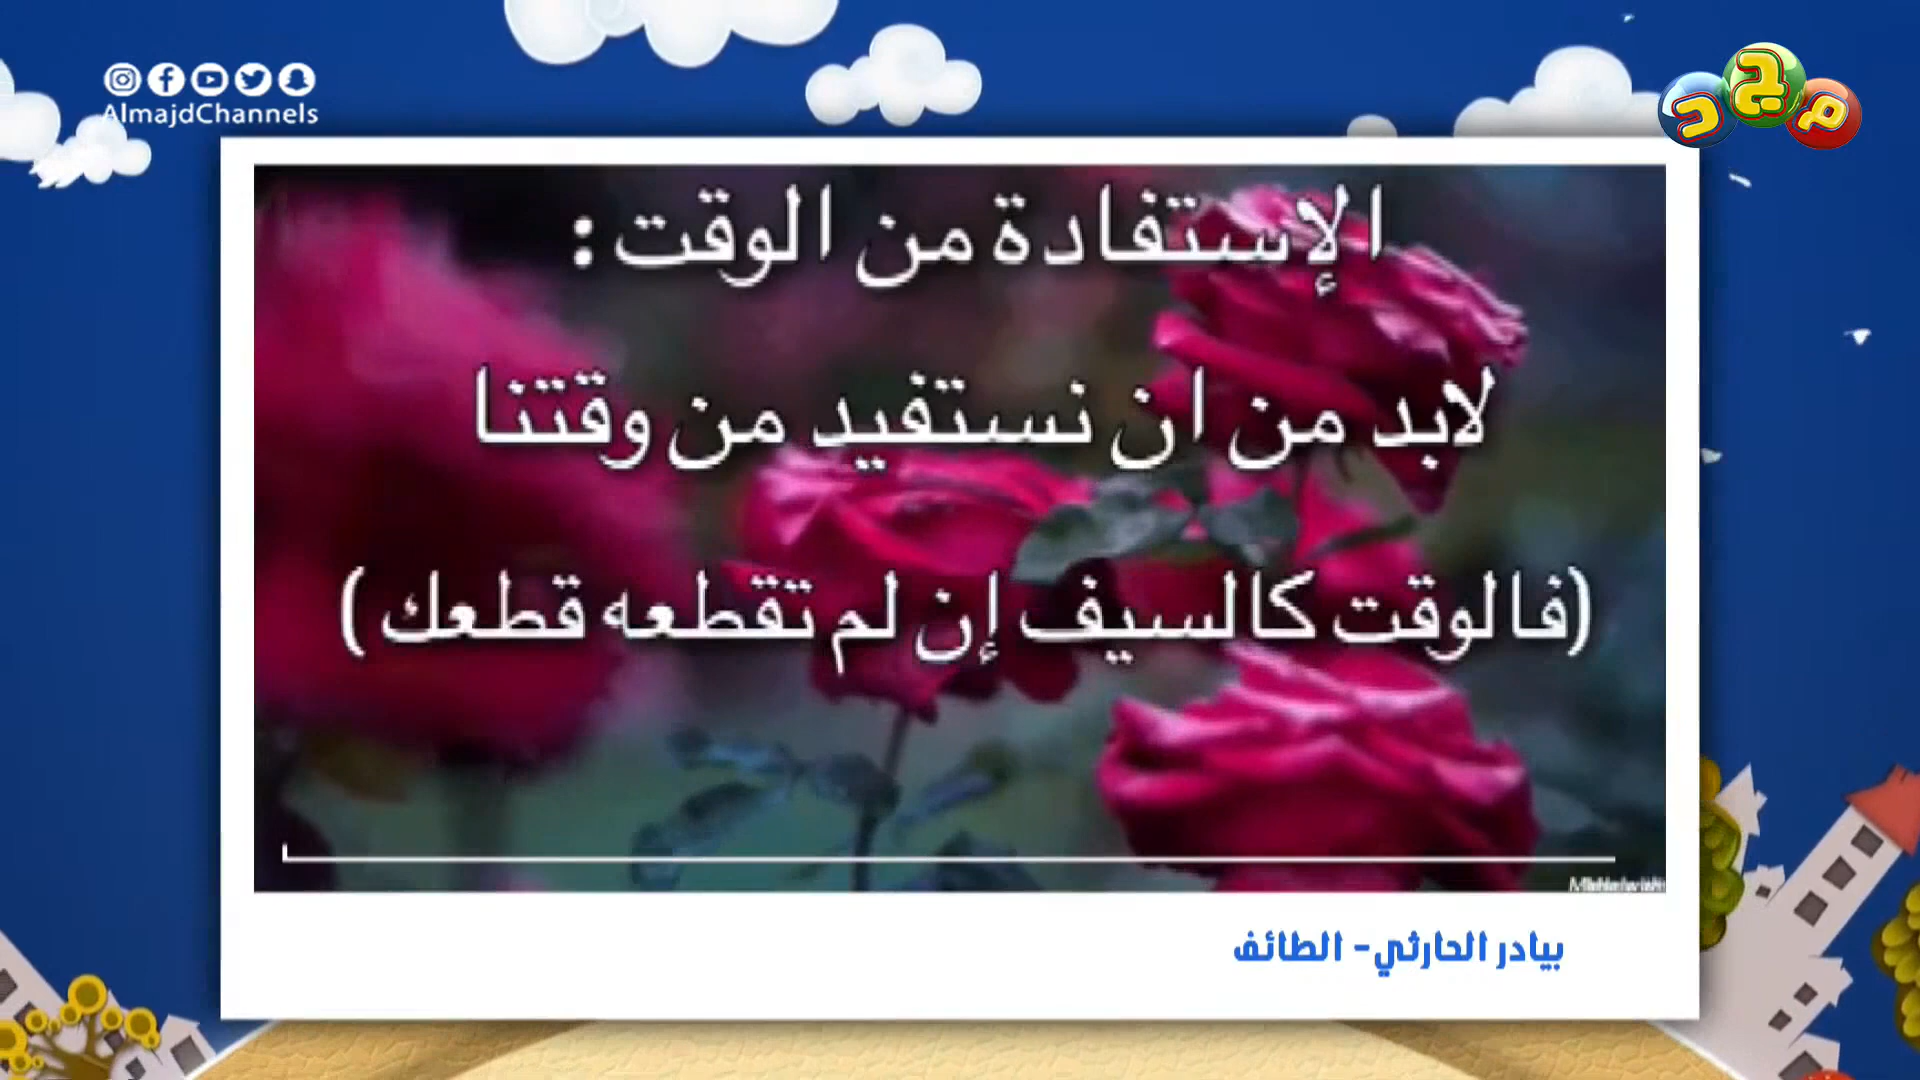 AlmajdChannels
مجد
الإستفادة من الوقت :
لابد من ان نستفيد من وقتنا
(فالوقت كالسيف إن لم تقطعه قطعك )
بيادر الحارثي- الطائف